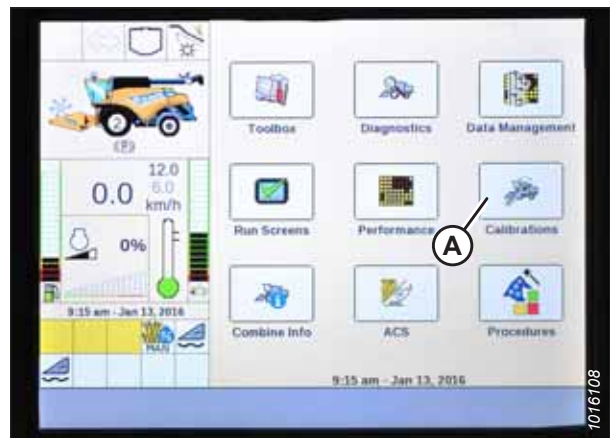 2
(P)
12.0
6.0
0.0
km/h
0%
9:15 am - Jan 13, 2016
MAN
Toolbox
Diagnostics
Data Management
Run Screens
Performance
Calibrations
A
Combine Info
ACS
Procedures
9:15 am - Jan 13, 2016
1016108